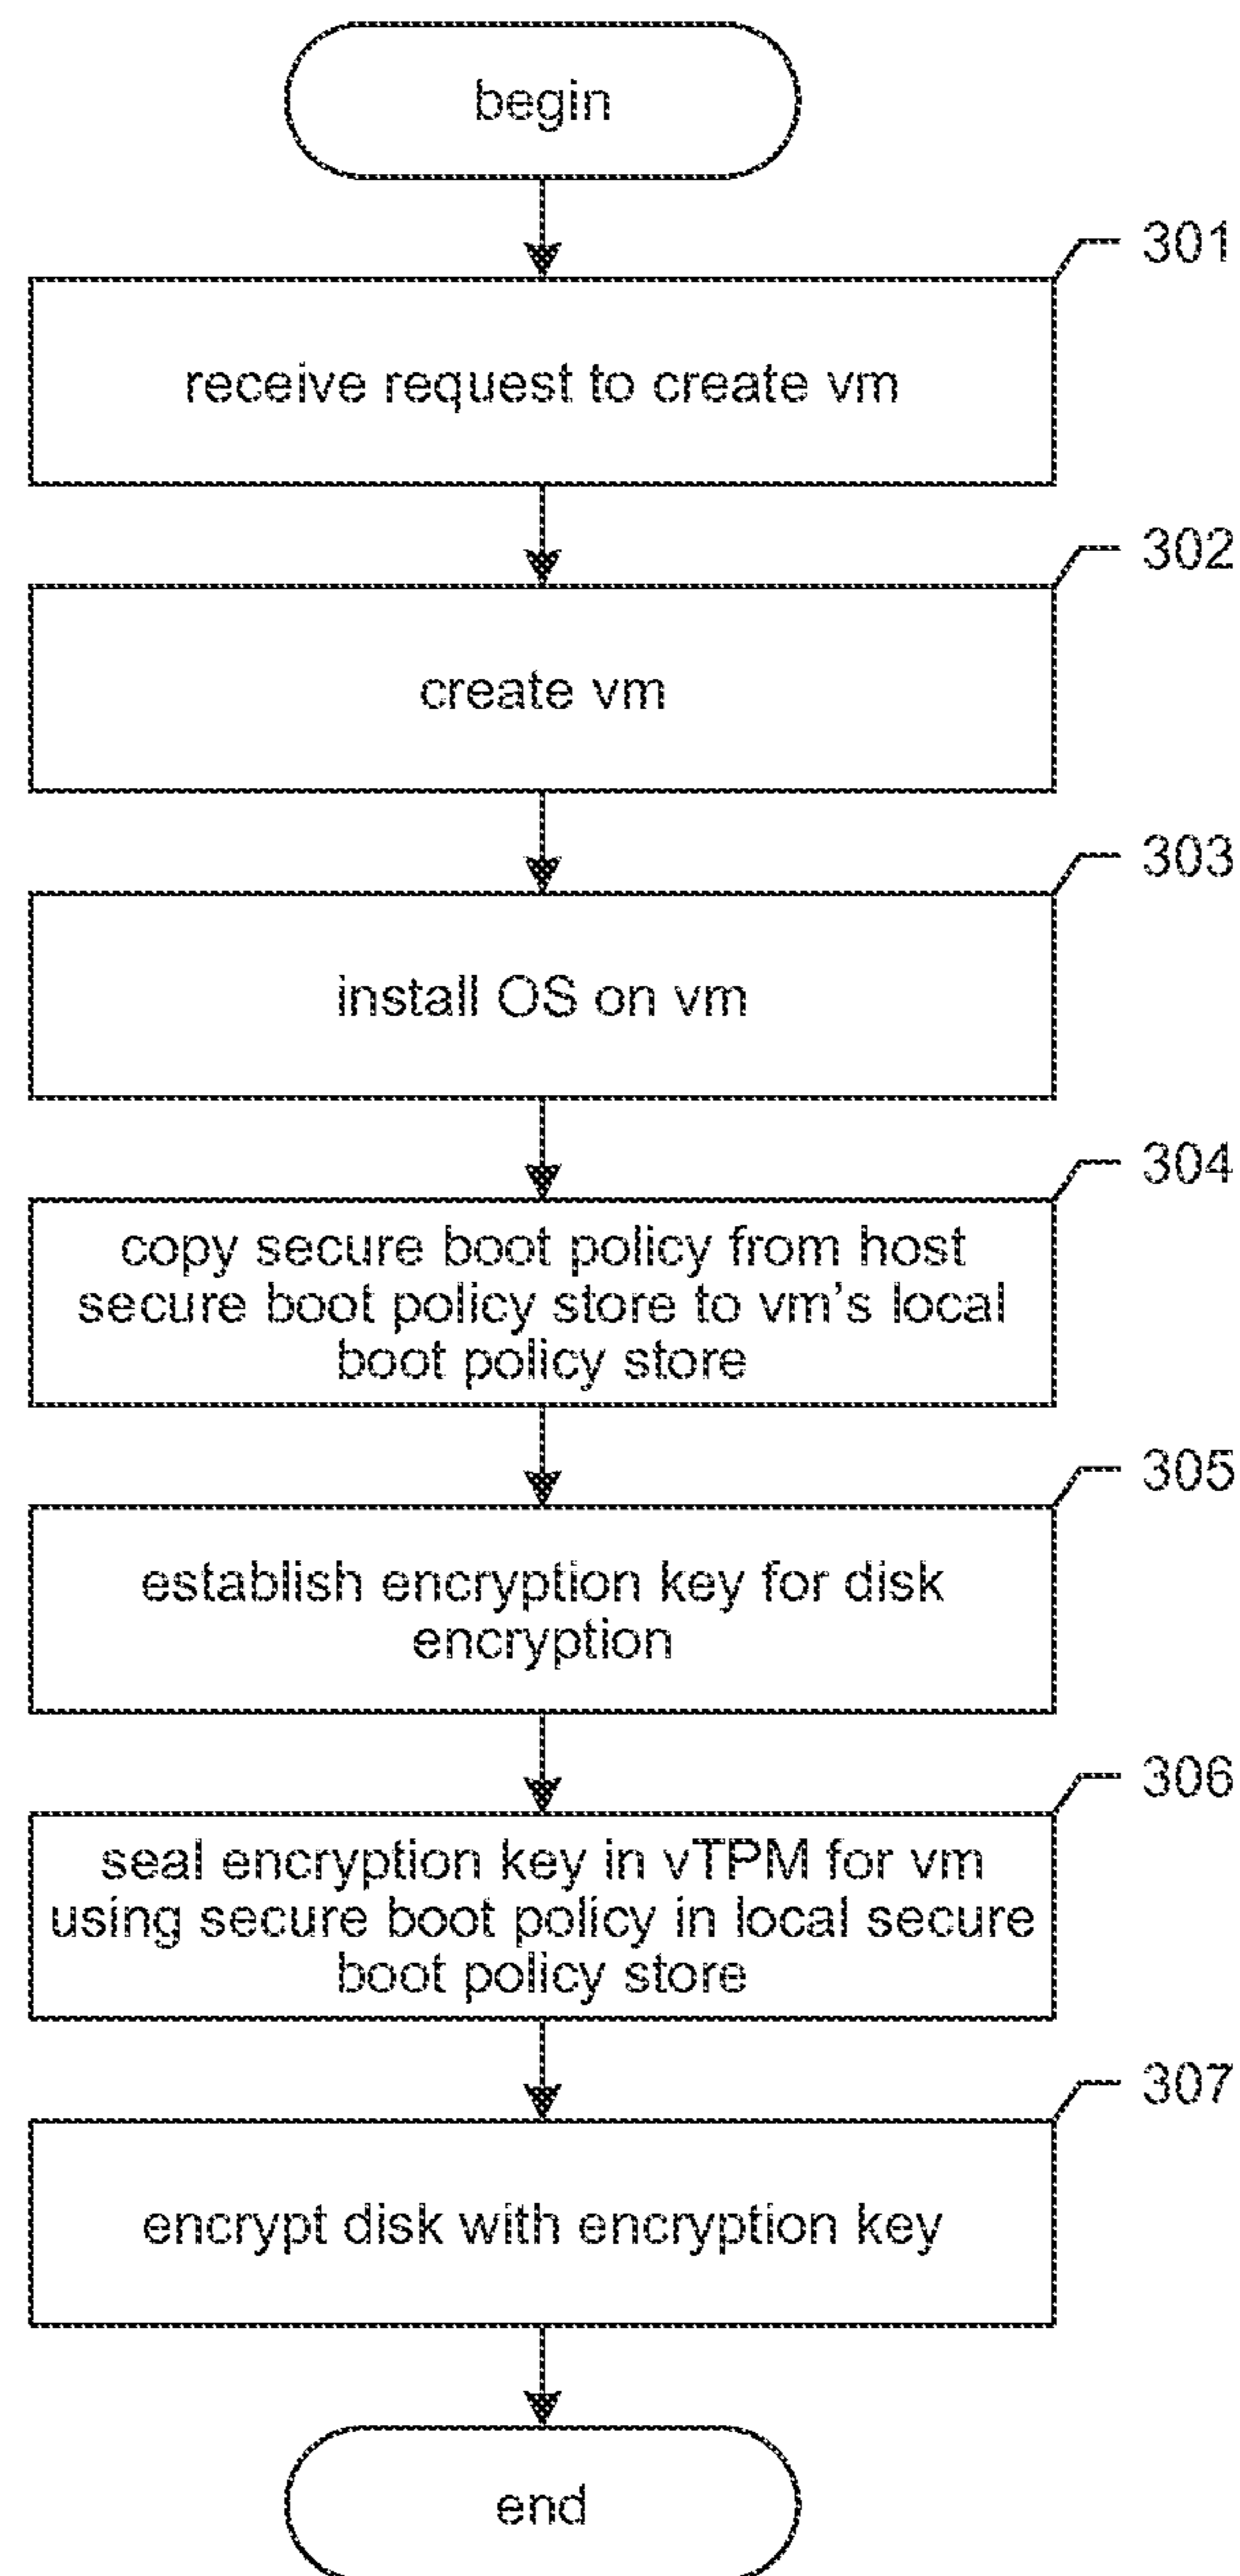 begin
301
receive request to create vm
302
create vm
303
install OS on vm
304
copy secure boot policy from host
secure boot policy store to vm's local
boot policy store
305
establish encryption key for disk
encryption
306
seal encryption key in vTPM for vm
using secure boot policy in local secure
boot policy store
307
encrypt disk with encryption key
end